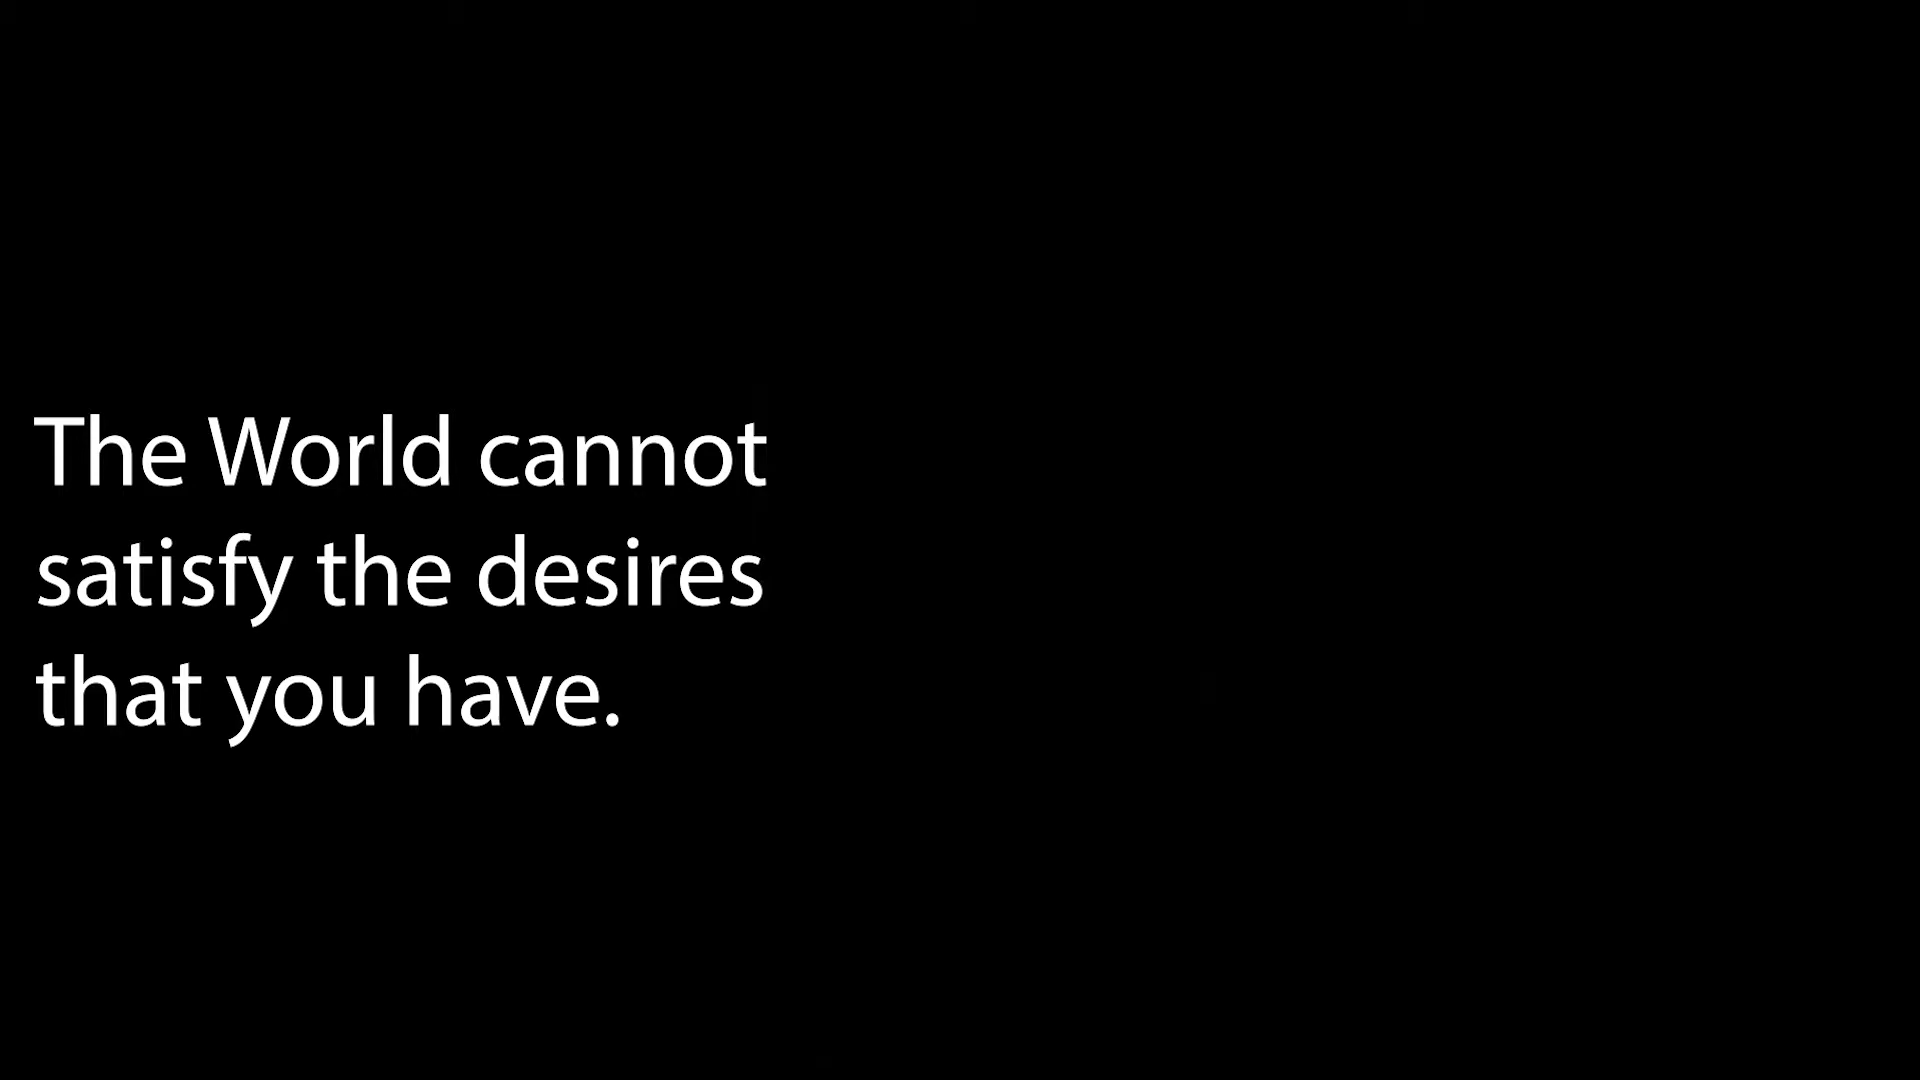 The World cannot
satisfy the desires
that you have.